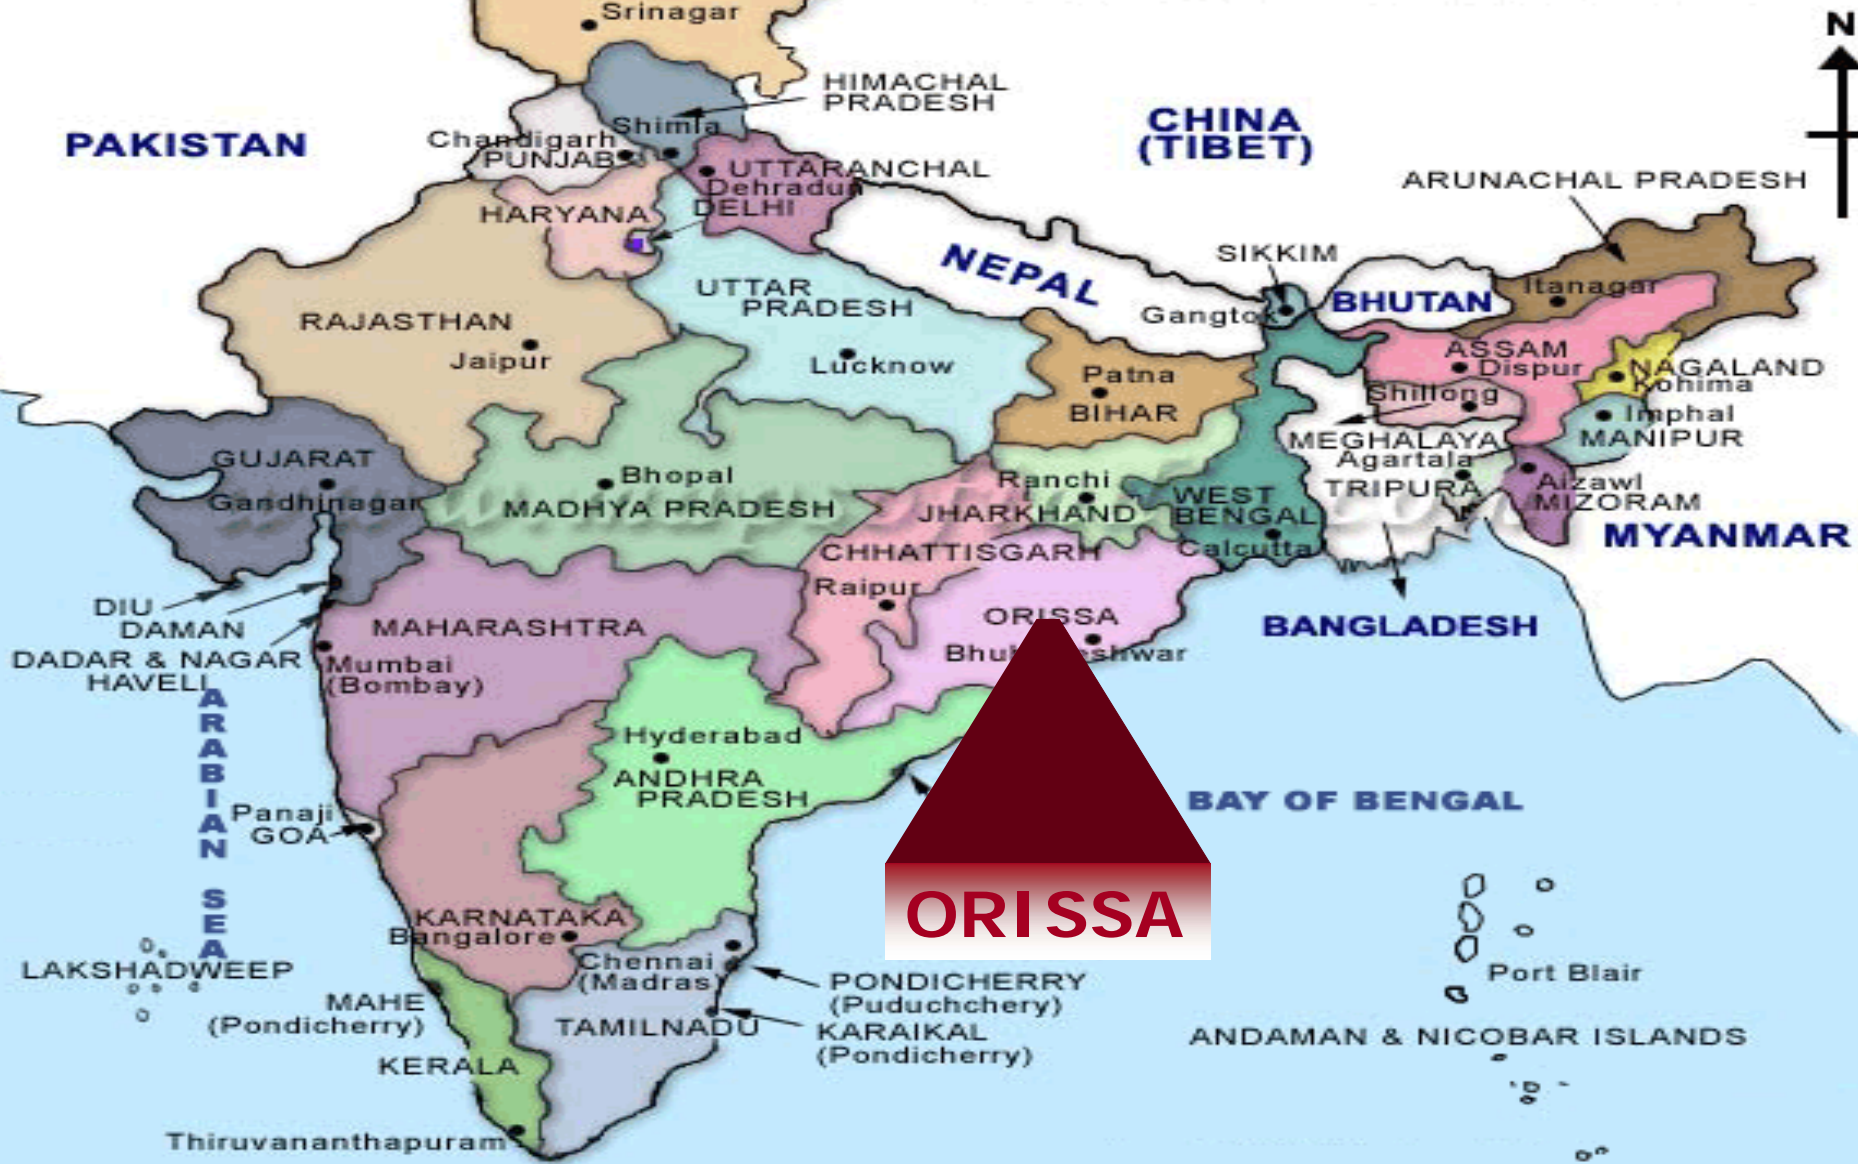 Srinagar
N
HIMACHAL
PRADESH
CHINA
(TIBET)
PAKISTAN
Shimla
Chandigarh
PUNJAB
UTTARANCHAL
Dehradun
DELHI
ARUNACHAL PRADESH
HARYANA
NEPAL
SIKKIM
UTTAR
PRADESH
Gangtok
BHUTAN
Itanagar
RAJASTHAN
Jaipur
Lucknow
Patna
BIHAR
ASSAM
Dispur
NAGALAND
Kohima
Shillong
Imphal
MANIPUR
MEGHALAYA
Agartala
TRIPURA
Aizawl
MIZORAM
MYANMAR
GUJARAT
Gandhinagar
Bhopal
MADHYA PRADESH
Ranchi
JHARKHAND
WEST
BENGAL
Calcutta
CHHATTISGARH
Raipur
DIU
DAMAN
DADAR & NAGAR
HAVELI
MAHARASHTRA
Mumbai
(Bombay)
ORISSA
BANGLADESH
ARABIAN SEA
Hyderabad
ANDHRA
PRADESH
BAY OF BENGAL
Panaji
GOA
ORISSA
KARNATAKA
Bangalore
Chennai
(Madras)
LAKSHADWEEP
PONDICHERRY
(Puduchchery)
Port Blair
MAHE
(Pondicherry)
TAMILNADU
KARAIKAL
(Pondicherry)
ANDAMAN & NICOBAR ISLANDS
KERALA
Thiruvananthapuram